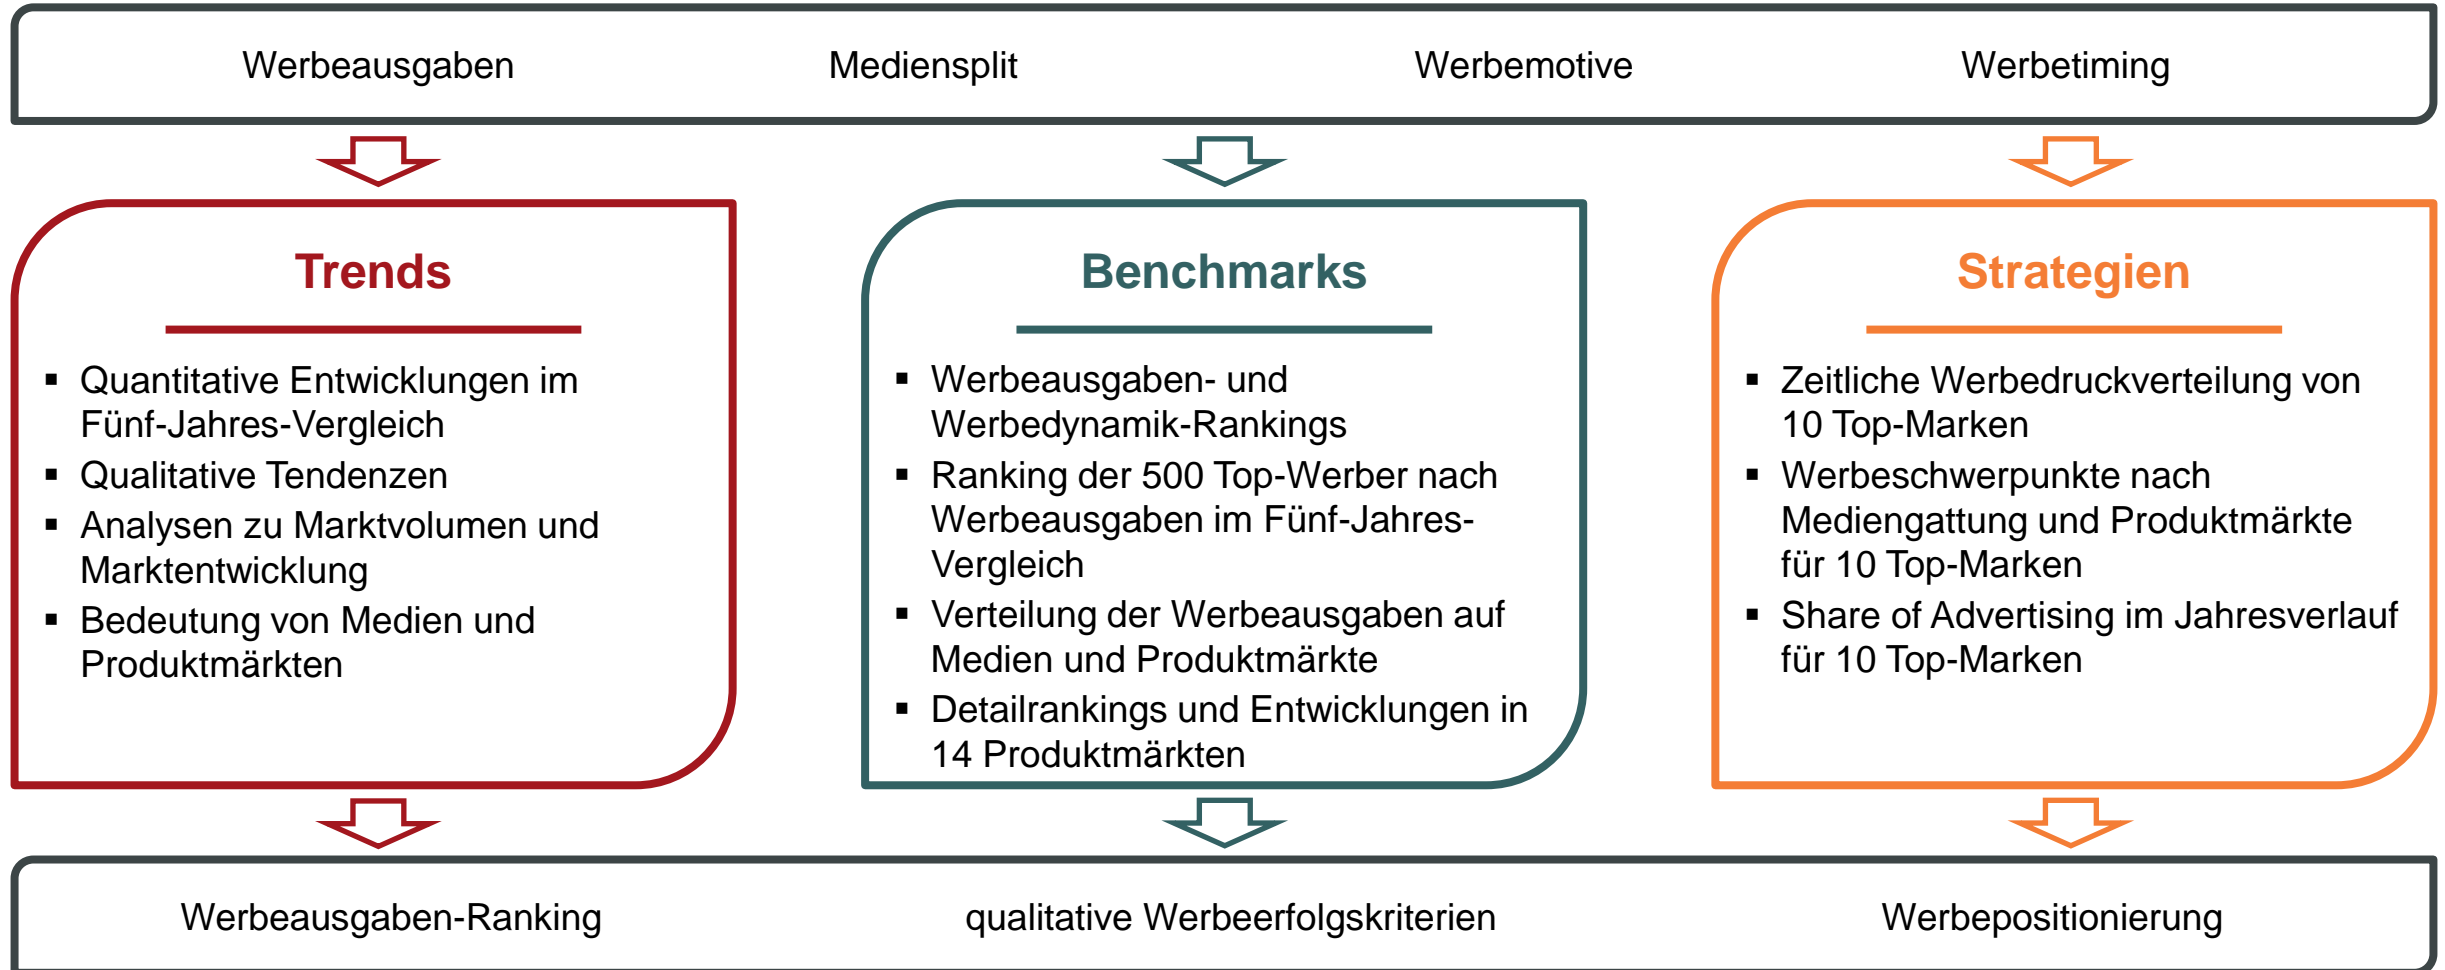 Werbeausgaben Mediensplit Werbemotive Werbetiming
Trends
▪ Quantitative Entwicklungen im
Fünf-Jahres-Vergleich
▪ Qualitative Tendenzen
▪ Analysen zu Marktvolumen und
Marktentwicklung
▪ Bedeutung von Medien und
Produktmärkten
Benchmarks
▪ Werbeausgaben- und
Werbedynamik-Rankings
▪ Ranking der 500 Top-Werber nach
Werbeausgaben im Fünf-Jahres-
Vergleich
▪ Verteilung der Werbeausgaben auf
Medien und Produktmärkte
▪ Detailrankings und Entwicklungen in
14 Produktmärkten
Strategien
▪ Zeitliche Werbedruckverteilung von
10 Top-Marken
▪ Werbeschwerpunkte nach
Mediengattung und Produktmärkte
für 10 Top-Marken
▪ Share of Advertising im Jahresverlauf
für 10 Top-Marken
Werbeausgaben-Ranking qualitative Werbeerfolgskriterien Werbepositionierung